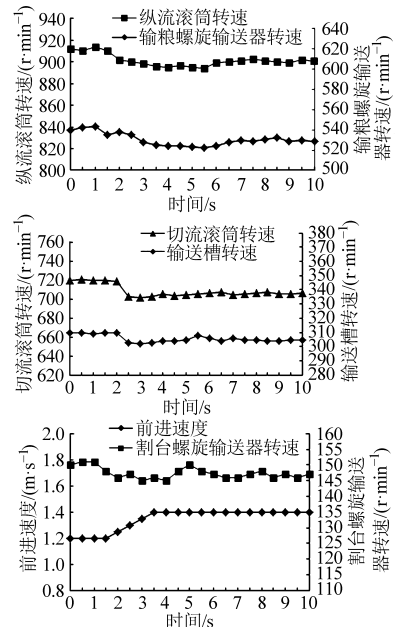 纵流滚筒转速
输粮螺旋输送器转速
纵流滚筒转速/(r·min⁻¹)
940
920
900
880
860
840
820
800
640
620
600
580
560
540
520
500
输粮螺旋输送
器转速/(r·min⁻¹)
0 1 2 3 4 5 6 7 8 9 10
时间/s
切流滚筒转速
输送槽转速
切流滚筒转速/(r·min⁻¹)
760
740
720
700
680
660
640
620
380
370
360
350
340
330
320
310
300
290
280
输送槽转速/(r·min⁻¹)
0 1 2 3 4 5 6 7 8 9 10
时间/s
前进速度
割台螺旋输送器转速
前进速度/(m·s⁻¹)
2.0
1.8
1.6
1.4
1.2
1.0
0.8
160
155
150
145
140
135
130
125
120
115
110
割台螺旋输送
器转速/(r·min⁻¹)
0 1 2 3 4 5 6 7 8 9 10
时间/s